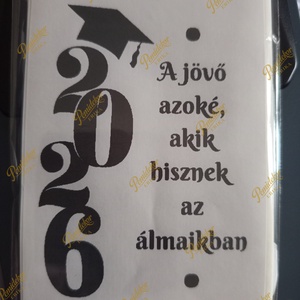 2026
A jövő
azoké,
akik
hisznek
az
álmaikban